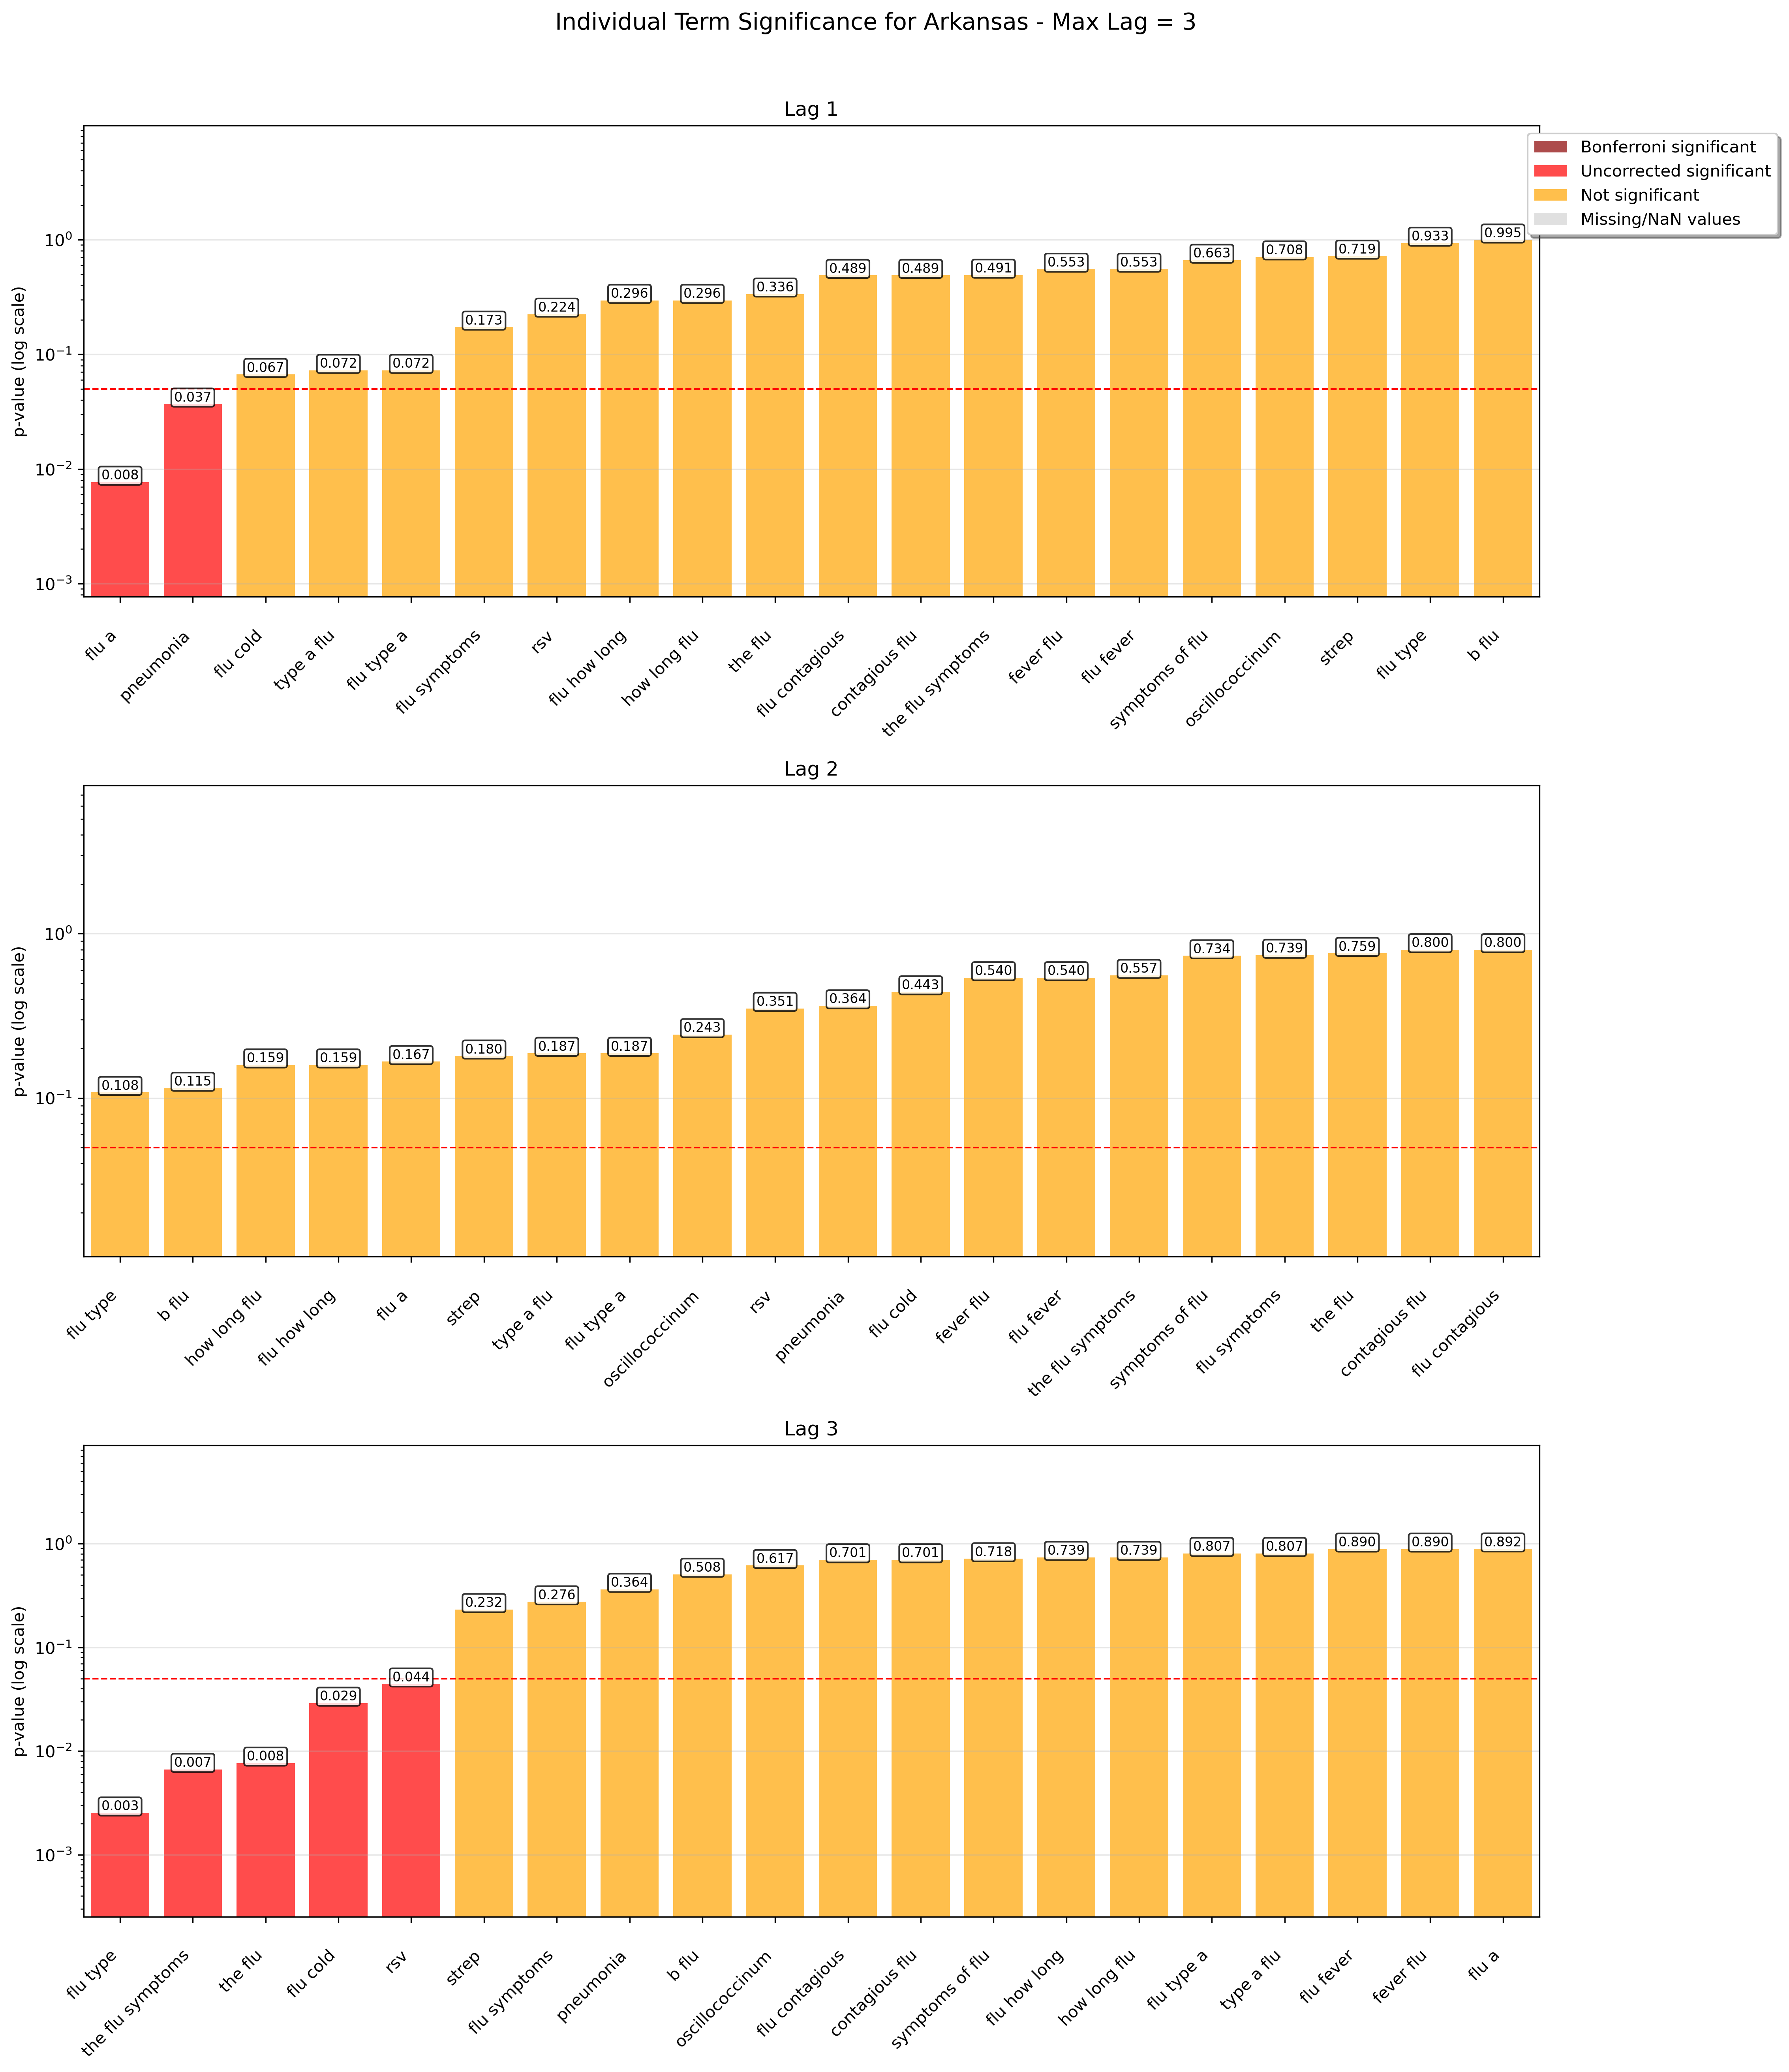 Individual Term Significance for Arkansas - Max Lag = 3
Lag 1
Bonferroni significant
Uncorrected significant
Not significant
Missing/NaN values
p-value (log scale)
10⁰
10⁻¹
10⁻²
10⁻³
0.008 0.037 0.067 0.072 0.072 0.173 0.224 0.296 0.296 0.336 0.489 0.489 0.491 0.553 0.553 0.663 0.708 0.719 0.933 0.995
flu a
pneumonia
flu cold
type a flu
flu type a
flu symptoms
rsv
flu how long
how long flu
the flu
flu contagious
contagious flu
the flu symptoms
fever flu
flu fever
symptoms of flu
oscillococcinum
strep
flu type
b flu
Lag 2
p-value (log scale)
10⁰
10⁻¹
0.108 0.115 0.159 0.159 0.167 0.180 0.187 0.187 0.243 0.351 0.364 0.443 0.540 0.540 0.557 0.734 0.739 0.759 0.800 0.800
flu type
b flu
how long flu
flu how long
flu a
strep
type a flu
flu type a
oscillococcinum
rsv
pneumonia
flu cold
fever flu
flu fever
the flu symptoms
symptoms of flu
flu symptoms
the flu
contagious flu
flu contagious
Lag 3
p-value (log scale)
10⁰
10⁻¹
10⁻²
10⁻³
0.003 0.007 0.008 0.029 0.044 0.232 0.276 0.364 0.508 0.617 0.701 0.701 0.718 0.739 0.739 0.807 0.807 0.890 0.890 0.892
flu type
the flu symptoms
the flu
flu cold
rsv
strep
flu symptoms
pneumonia
b flu
oscillococcinum
flu contagious
contagious flu
symptoms of flu
flu how long
how long flu
flu type a
type a flu
flu fever
fever flu
flu a